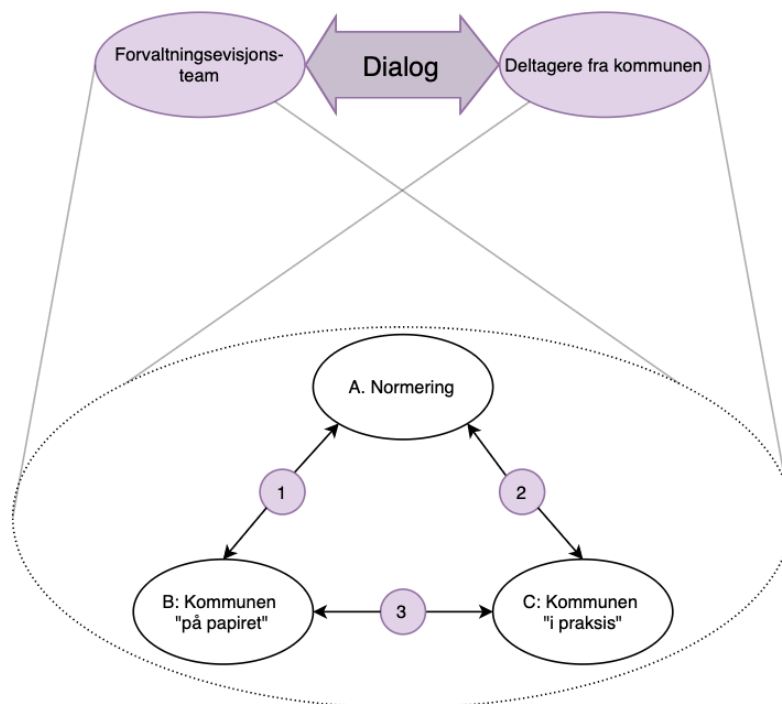 Forvaltningsevisjons-
team
Dialog
Deltagere fra kommunen
A. Normering
1
2
B: Kommunen
"på papiret"
3
C: Kommunen
"i praksis"